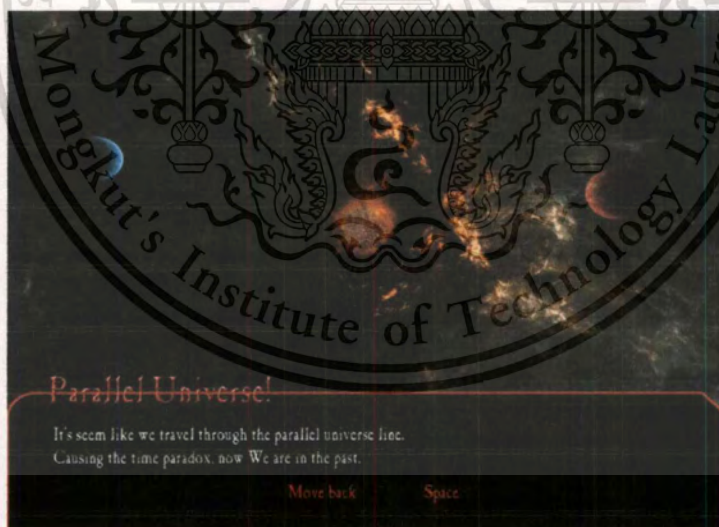 Mongkut's Institute of Technology Ladk
Parallel Universe!
It's seem like we travel through the parallel universe line.
Causing the time paradox, now We are in the past.
Move back Space